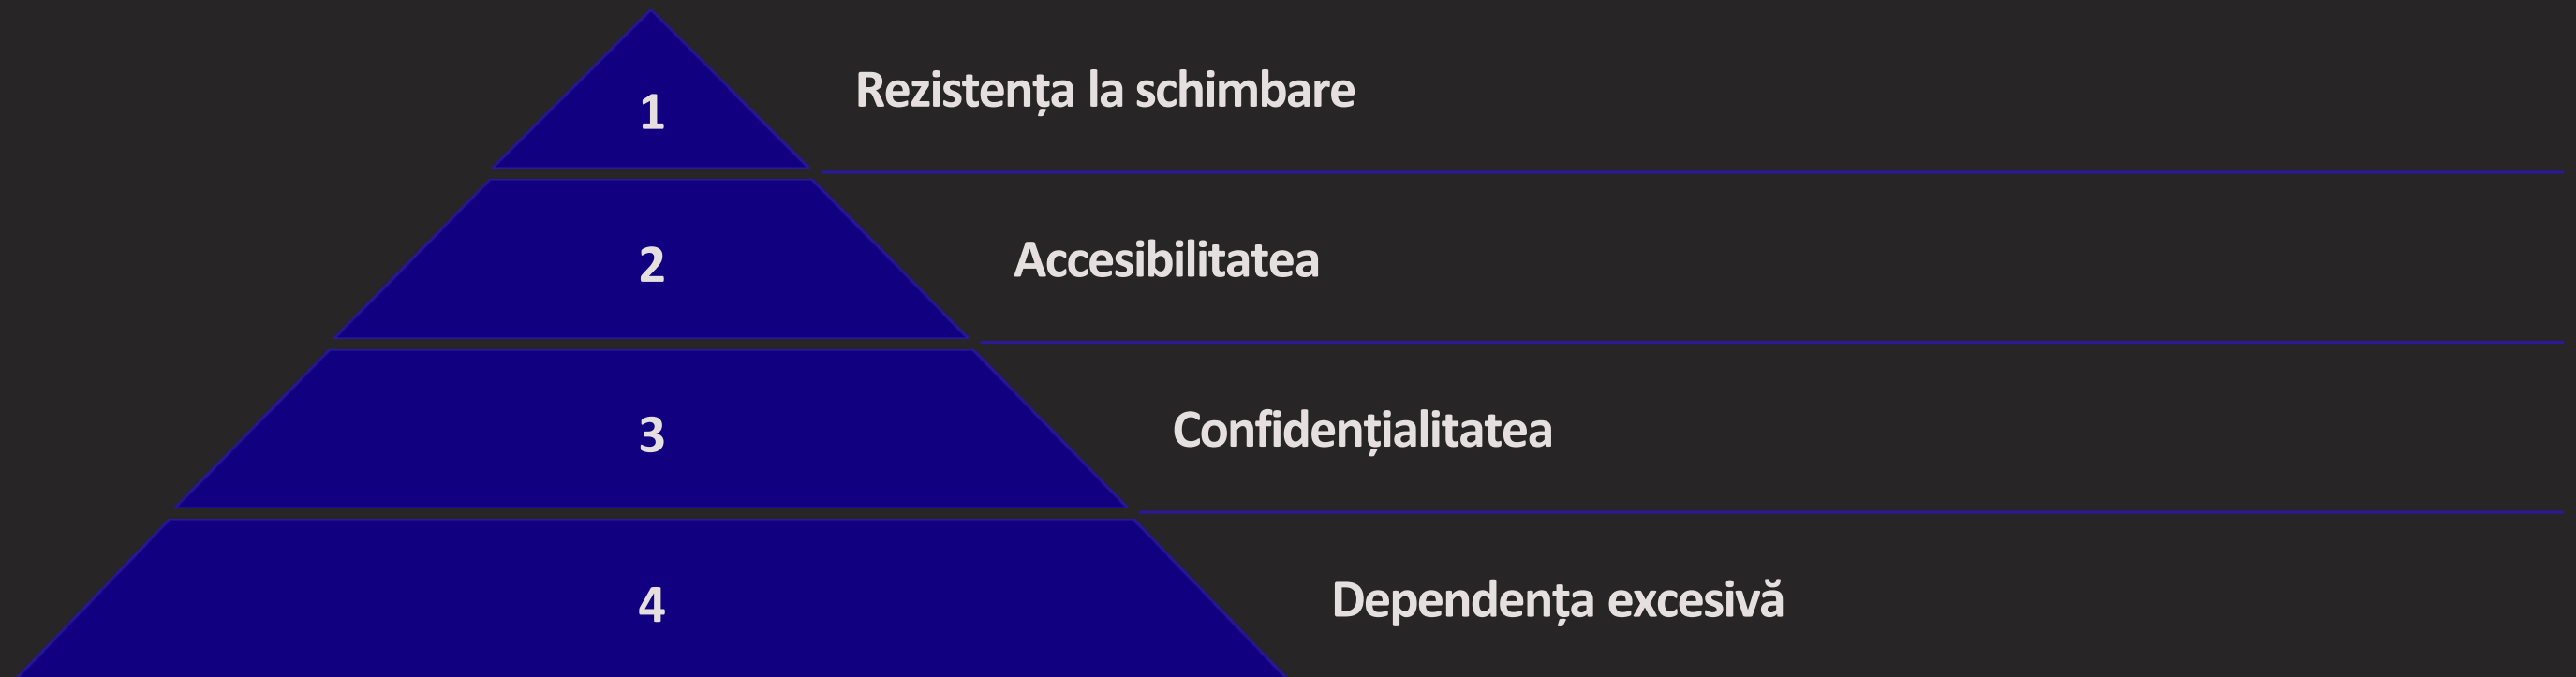 1
Rezistența la schimbare
2
Accesibilitatea
3
Confidențialitatea
4
Dependența excesivă